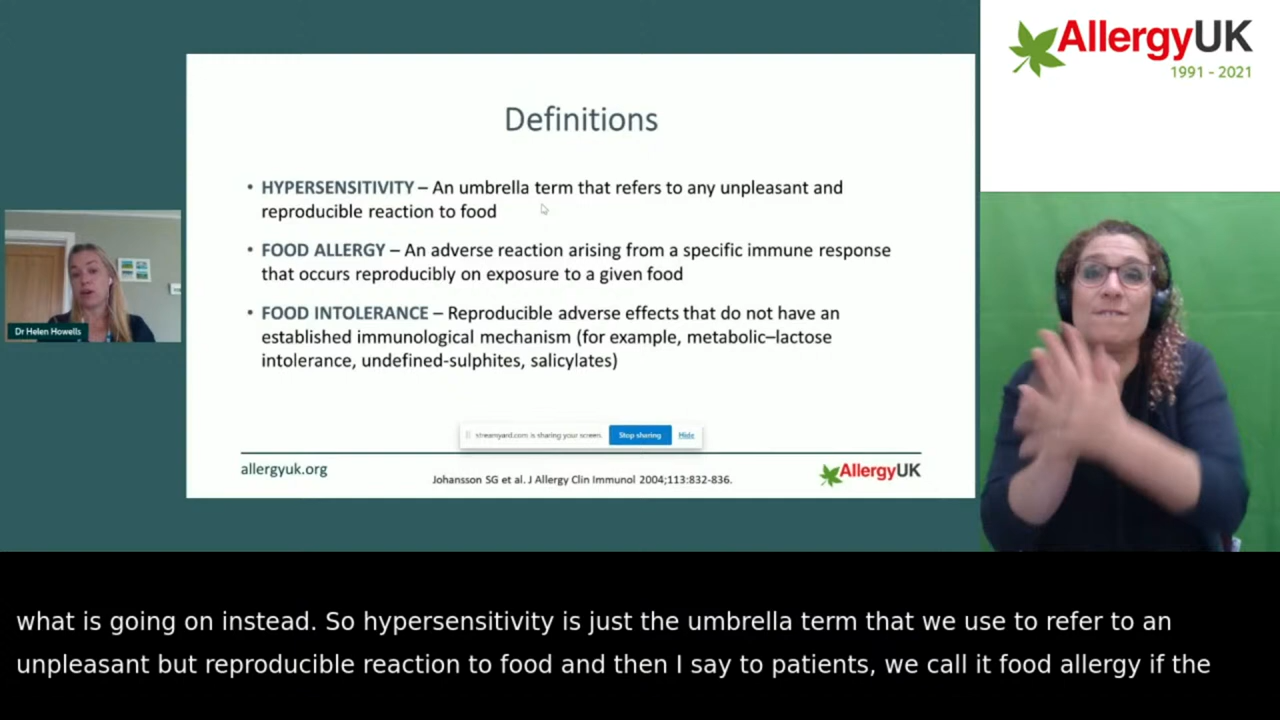 AllergyUK
1991 - 2021
Definitions
• HYPERSENSITIVITY – An umbrella term that refers to any unpleasant and
reproducible reaction to food
• FOOD ALLERGY – An adverse reaction arising from a specific immune response
that occurs reproducibly on exposure to a given food
• FOOD INTOLERANCE – Reproducible adverse effects that do not have an
established immunological mechanism (for example, metabolic–lactose
intolerance, undefined-sulphites, salicylates)
Dr Helen Howells
streamyard.com is sharing your screen. Stop sharing Hide
allergyuk.org
Johansson SG et al. J Allergy Clin Immunol 2004;113:832-836.
AllergyUK
what is going on instead. So hypersensitivity is just the umbrella term that we use to refer to an
unpleasant but reproducible reaction to food and then I say to patients, we call it food allergy if the